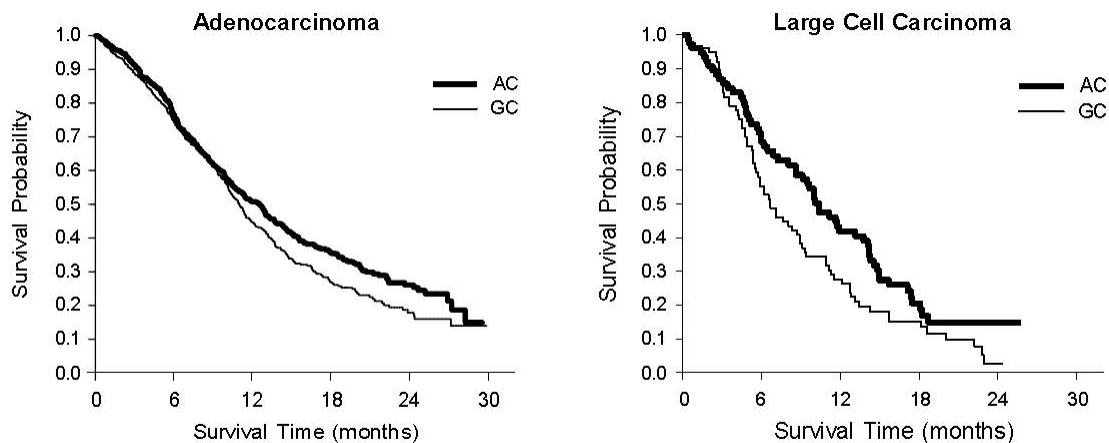 Adenocarcinoma
1.0
0.9
0.8
0.7
0.6
0.5
0.4
0.3
0.2
0.1
0.0
Survival Probability
AC
GC
0 6 12 18 24 30
Survival Time (months)
Large Cell Carcinoma
1.0
0.9
0.8
0.7
0.6
0.5
0.4
0.3
0.2
0.1
0.0
Survival Probability
AC
GC
0 6 12 18 24 30
Survival Time (months)